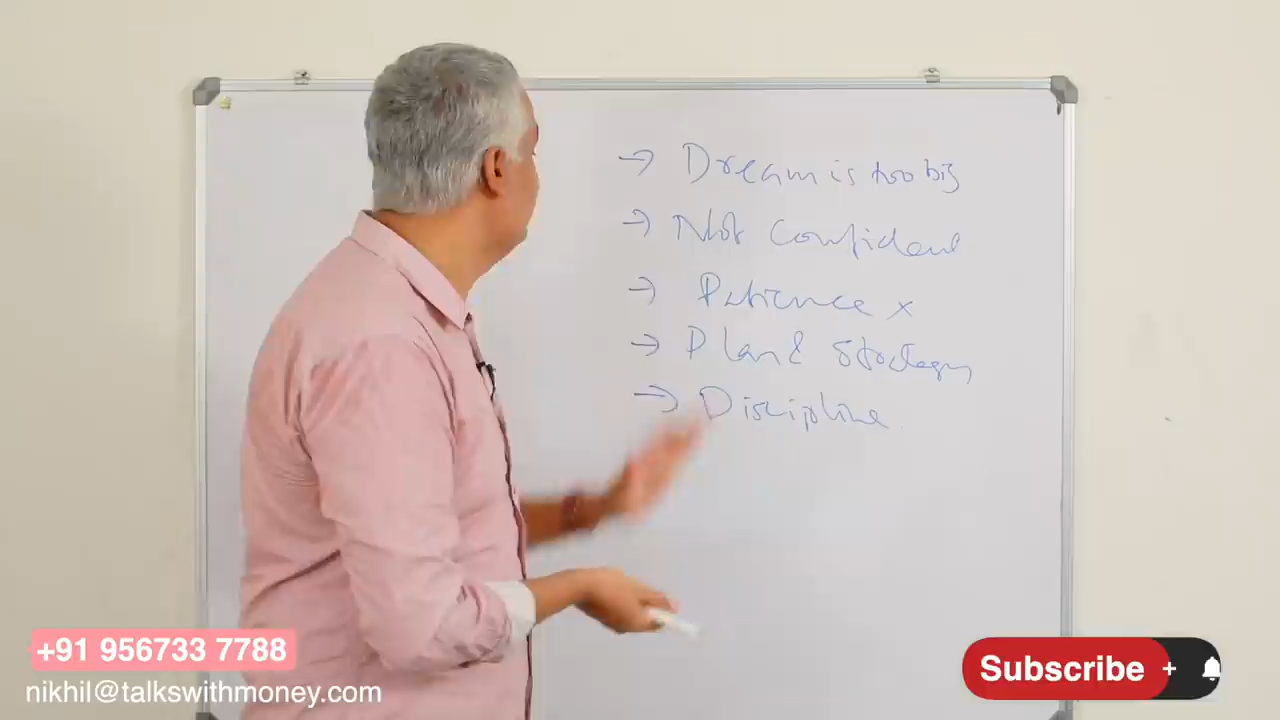 → Dream is too big
→ Not Confident
→ Patience x
→ Plan & Strategy
→ Discipline
+91 956733 7788
nikhil@talkswithmoney.com
Subscribe +